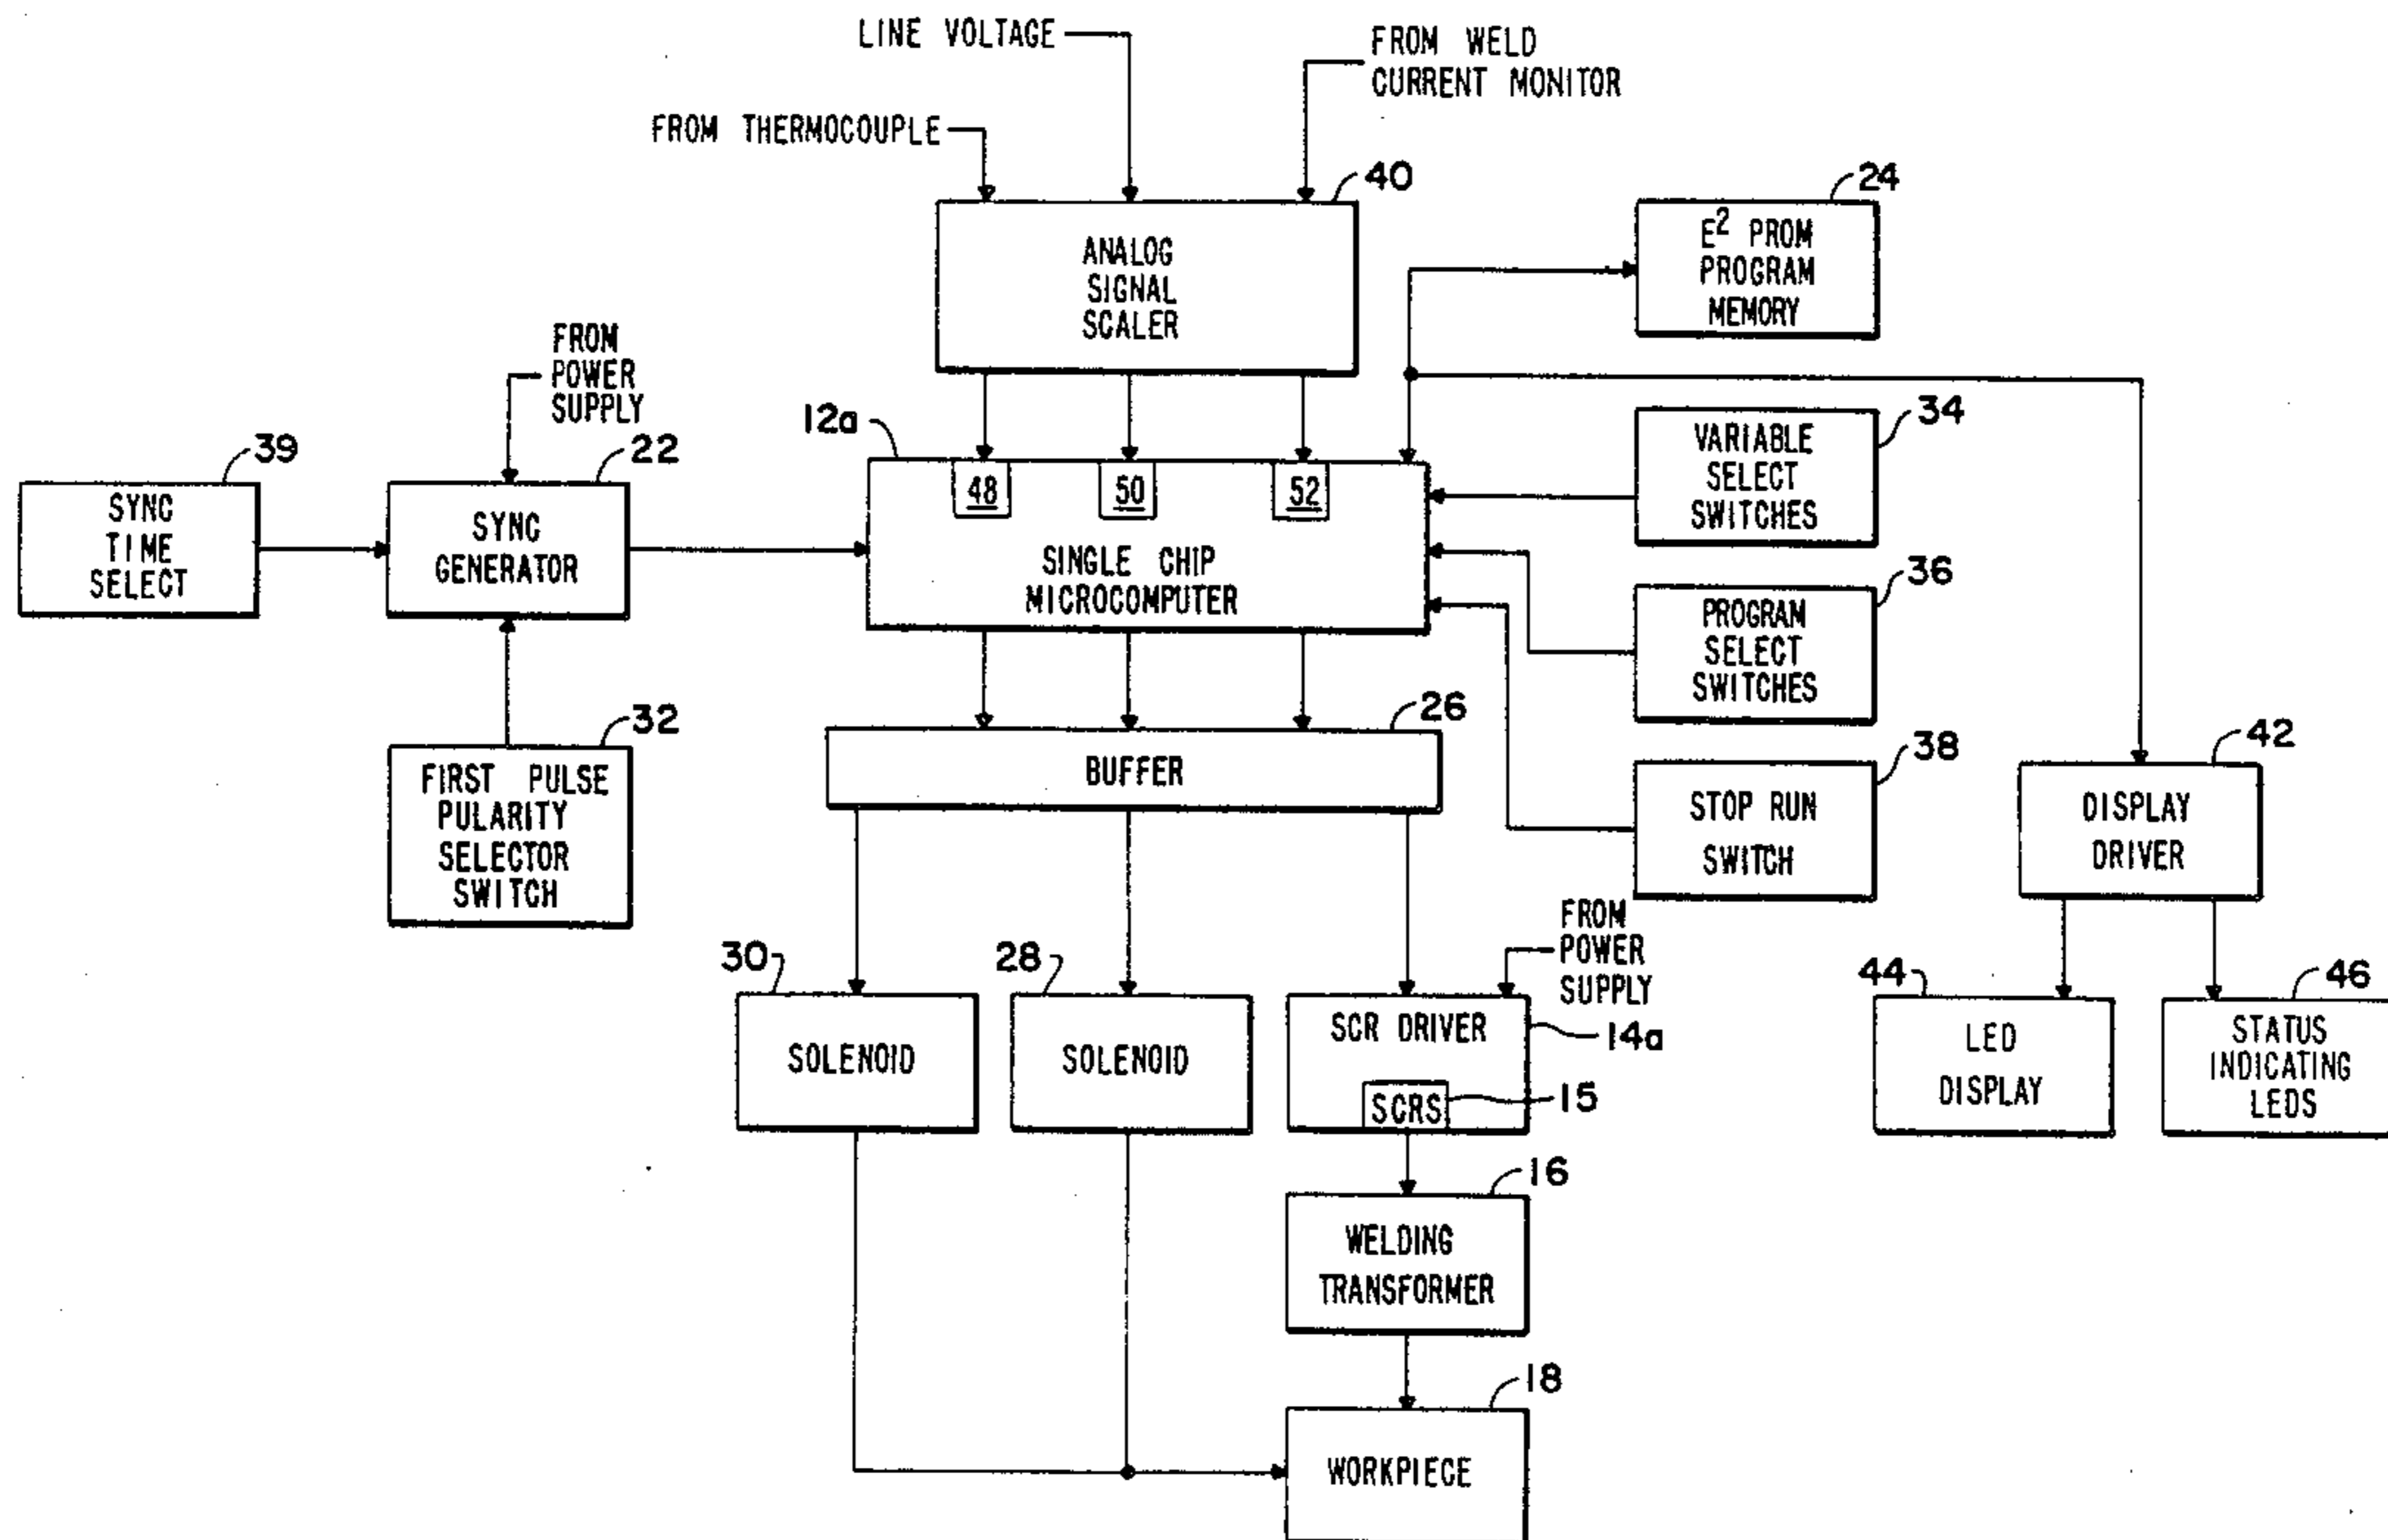 LINE VOLTAGE
FROM WELD
CURRENT MONITOR
FROM THERMOCOUPLE
40
ANALOG
SIGNAL
SCALER
24
E² PROM
PROGRAM
MEMORY
FROM
POWER
SUPPLY
39
SYNC
TIME
SELECT
22
SYNC
GENERATOR
12a
48
50
52
SINGLE CHIP
MICROCOMPUTER
34
VARIABLE
SELECT
SWITCHES
36
PROGRAM
SELECT
SWITCHES
32
FIRST PULSE
PULARITY
SELECTOR
SWITCH
26
BUFFER
38
STOP RUN
SWITCH
42
DISPLAY
DRIVER
FROM
POWER
SUPPLY
30
SOLENOID
28
SOLENOID
SCR DRIVER
14a
SCRS
15
44
LED
DISPLAY
46
STATUS
INDICATING
LEDS
16
WELDING
TRANSFORMER
18
WORKPIECE